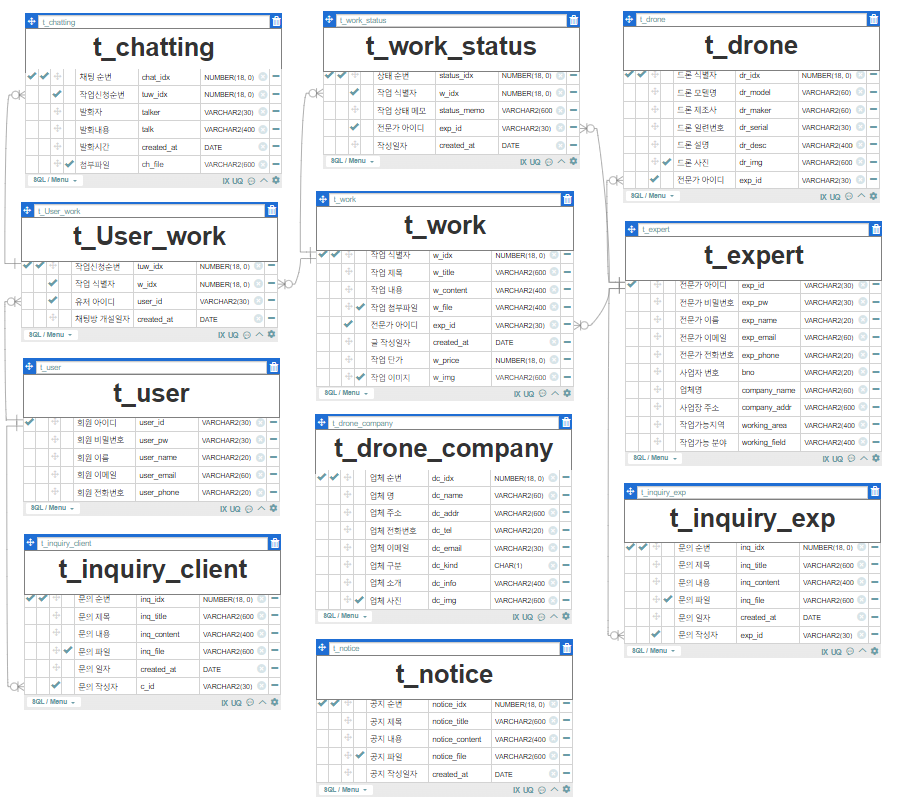 t_chatting
t_chatting
채팅 순번 chat_idx NUMBER(18, 0)
작업신청순번 tuw_idx NUMBER(18, 0)
발화자 talker VARCHAR2(30)
발화내용 talk VARCHAR2(400
발화시간 created_at DATE
첨부파일 ch_file VARCHAR2(600
SQL / Menu IX UQ
t_User_work
t_User_work
작업신청순번 tuw_idx NUMBER(18, 0)
작업 식별자 w_idx NUMBER(18, 0)
유저 아이디 user_id VARCHAR2(30)
채팅방 개설일자 created_at DATE
SQL / Menu IX UQ
t_user
t_user
회원 아이디 user_id VARCHAR2(30)
회원 비밀번호 user_pw VARCHAR2(30)
회원 이름 user_name VARCHAR2(20)
회원 이메일 user_email VARCHAR2(60)
회원 전화번호 user_phone VARCHAR2(20)
SQL / Menu IX UQ
t_inquiry_client
t_inquiry_client
문의 순번 inq_idx NUMBER(18, 0)
문의 제목 inq_title VARCHAR2(600
문의 내용 inq_content VARCHAR2(400
문의 파일 inq_file VARCHAR2(600
문의 일자 created_at DATE
문의 작성자 c_id VARCHAR2(30)
SQL / Menu IX UQ
t_work_status
t_work_status
상태 순번 status_idx NUMBER(18, 0)
작업 식별자 w_idx NUMBER(18, 0)
작업 상태 메모 status_memo VARCHAR2(600
전문가 아이디 exp_id VARCHAR2(30)
작성일자 created_at DATE
SQL / Menu IX UQ
t_work
t_work
작업 식별자 w_idx NUMBER(18, 0)
작업 제목 w_title VARCHAR2(600
작업 내용 w_content VARCHAR2(400
작업 첨부파일 w_file VARCHAR2(400
전문가 아이디 exp_id VARCHAR2(30)
글 작성일자 created_at DATE
작업 단가 w_price NUMBER(18, 0)
작업 이미지 w_img VARCHAR2(600
SQL / Menu IX UQ
t_drone_company
t_drone_company
업체 순번 dc_idx NUMBER(18, 0)
업체 명 dc_name VARCHAR2(60)
업체 주소 dc_addr VARCHAR2(600
업체 전화번호 dc_tel VARCHAR2(20)
업체 이메일 dc_email VARCHAR2(30)
업체 구분 dc_kind CHAR(1)
업체 소개 dc_info VARCHAR2(400
업체 사진 dc_img VARCHAR2(600
SQL / Menu IX UQ
t_notice
t_notice
공지 순번 notice_idx NUMBER(18, 0)
공지 제목 notice_title VARCHAR2(600
공지 내용 notice_content VARCHAR2(400
공지 파일 notice_file VARCHAR2(600
공지 작성일자 created_at DATE
SQL / Menu IX UQ
t_drone
t_drone
드론 식별자 dr_idx NUMBER(18, 0)
드론 모델명 dr_model VARCHAR2(60)
드론 제조사 dr_maker VARCHAR2(60)
드론 일련번호 dr_serial VARCHAR2(30)
드론 설명 dr_desc VARCHAR2(400
드론 사진 dr_img VARCHAR2(600
전문가 아이디 exp_id VARCHAR2(30)
SQL / Menu IX UQ
t_expert
t_expert
전문가 아이디 exp_id VARCHAR2(30)
전문가 비밀번호 exp_pw VARCHAR2(30)
전문가 이름 exp_name VARCHAR2(20)
전문가 이메일 exp_email VARCHAR2(60)
전문가 전화번호 exp_phone VARCHAR2(20)
사업자 번호 bno VARCHAR2(20)
업체명 company_name VARCHAR2(60)
사업장 주소 company_addr VARCHAR2(600
작업가능지역 working_area VARCHAR2(400
작업가능 분야 working_field VARCHAR2(400
SQL / Menu IX UQ
t_inquiry_exp
t_inquiry_exp
문의 순번 inq_idx NUMBER(18, 0)
문의 제목 inq_title VARCHAR2(600
문의 내용 inq_content VARCHAR2(400
문의 파일 inq_file VARCHAR2(600
문의 일자 created_at DATE
문의 작성자 exp_id VARCHAR2(30)
SQL / Menu IX UQ